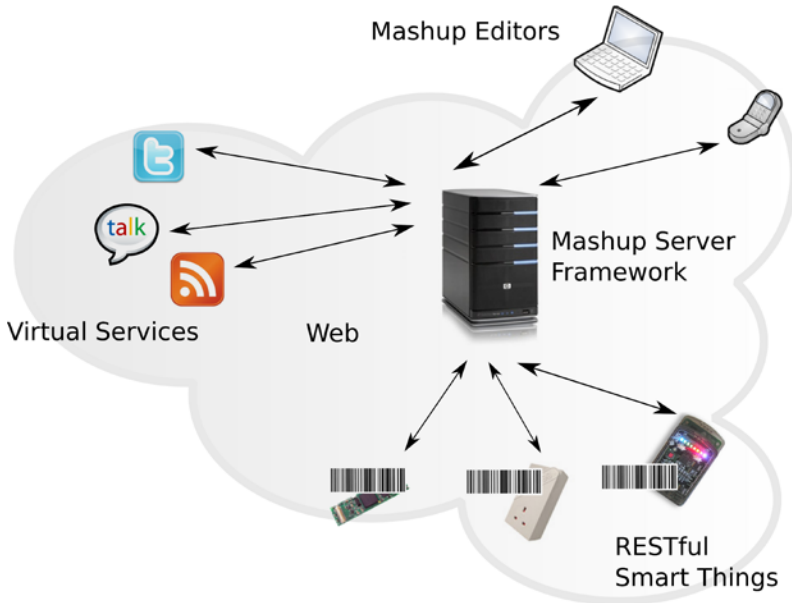 Mashup Editors
talk
Mashup Server
Framework
Virtual Services
Web
RESTful
Smart Things